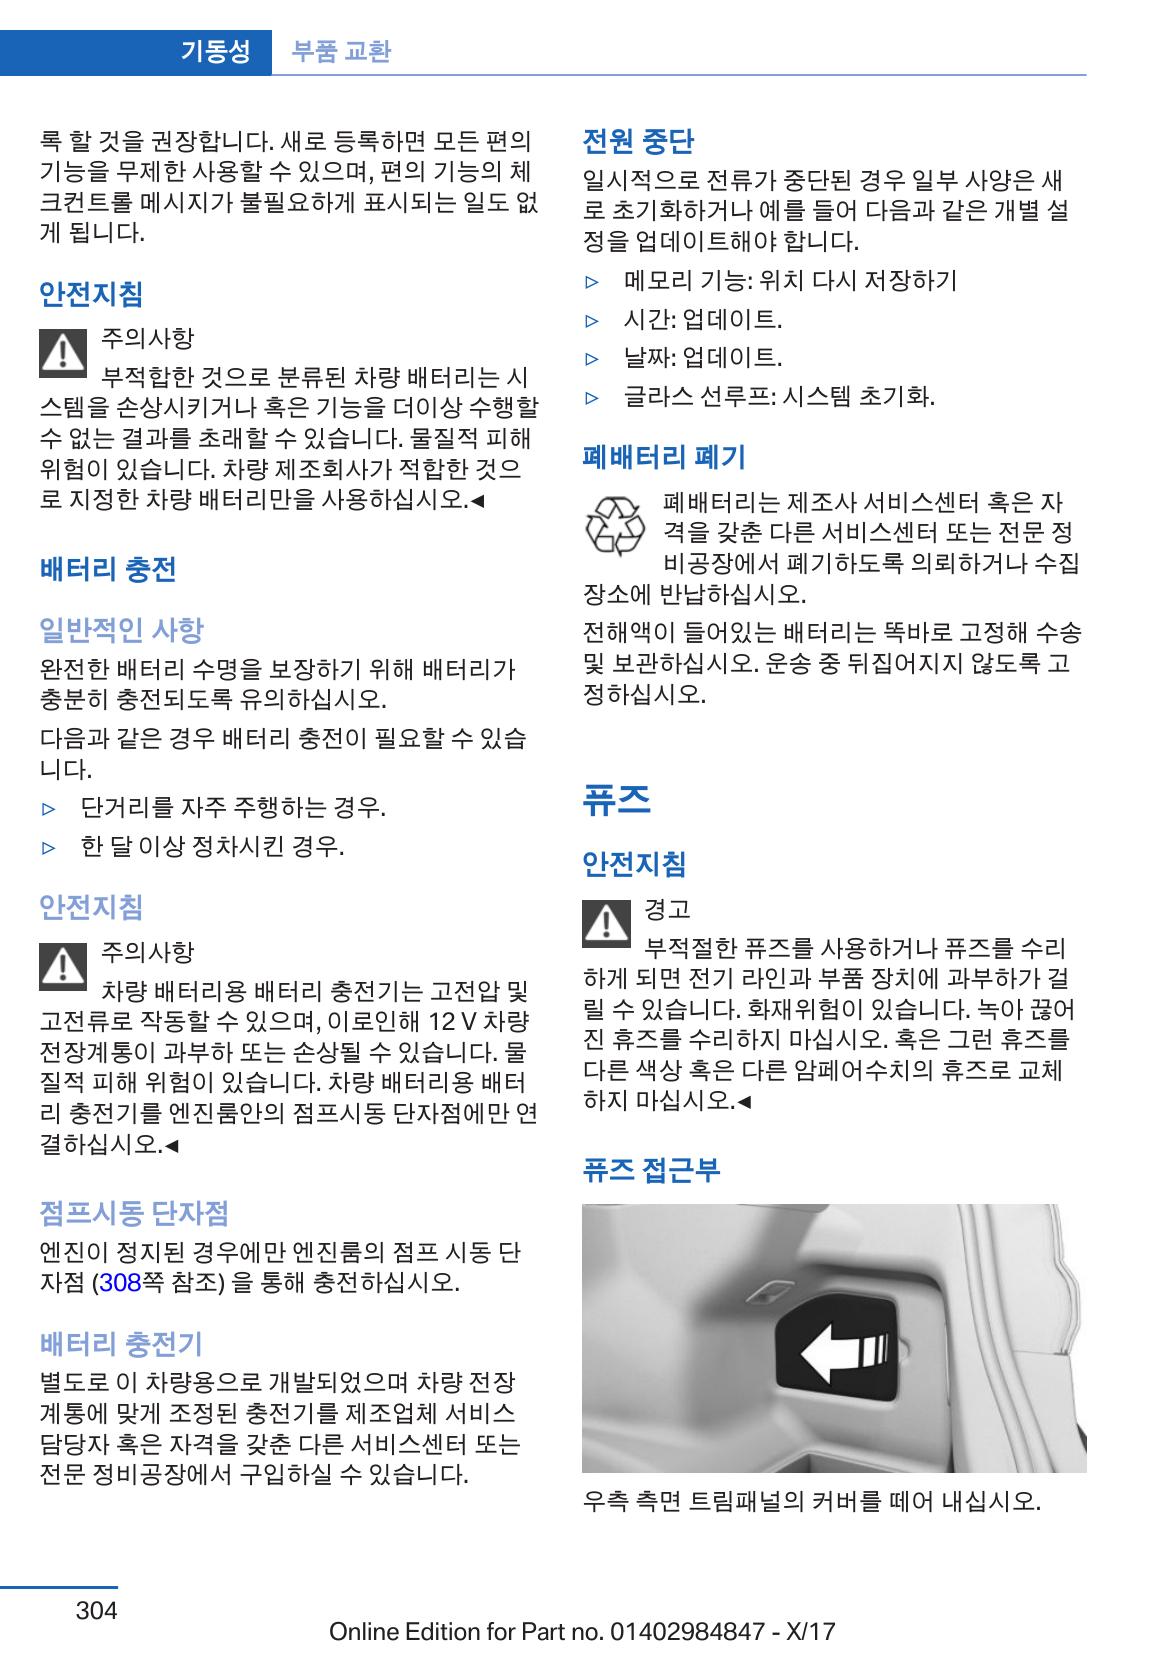 기동성 부품 교환
록 할 것을 권장합니다. 새로 등록하면 모든 편의
기능을 무제한 사용할 수 있으며, 편의 기능의 체
크컨트롤 메시지가 불필요하게 표시되는 일도 없
게 됩니다.
안전지침
주의사항
부적합한 것으로 분류된 차량 배터리는 시
스템을 손상시키거나 혹은 기능을 더이상 수행할
수 없는 결과를 초래할 수 있습니다. 물질적 피해
위험이 있습니다. 차량 제조회사가 적합한 것으
로 지정한 차량 배터리만을 사용하십시오.◄
배터리 충전
일반적인 사항
완전한 배터리 수명을 보장하기 위해 배터리가
충분히 충전되도록 유의하십시오.
다음과 같은 경우 배터리 충전이 필요할 수 있습
니다.
▷ 단거리를 자주 주행하는 경우.
▷ 한 달 이상 정차시킨 경우.
안전지침
주의사항
차량 배터리용 배터리 충전기는 고전압 및
고전류로 작동할 수 있으며, 이로인해 12 V 차량
전장계통이 과부하 또는 손상될 수 있습니다. 물
질적 피해 위험이 있습니다. 차량 배터리용 배터
리 충전기를 엔진룸안의 점프시동 단자점에만 연
결하십시오.◄
점프시동 단자점
엔진이 정지된 경우에만 엔진룸의 점프 시동 단
자점 (308쪽 참조) 을 통해 충전하십시오.
배터리 충전기
별도로 이 차량용으로 개발되었으며 차량 전장
계통에 맞게 조정된 충전기를 제조업체 서비스
담당자 혹은 자격을 갖춘 다른 서비스센터 또는
전문 정비공장에서 구입하실 수 있습니다.
전원 중단
일시적으로 전류가 중단된 경우 일부 사양은 새
로 초기화하거나 예를 들어 다음과 같은 개별 설
정을 업데이트해야 합니다.
▷ 메모리 기능: 위치 다시 저장하기
▷ 시간: 업데이트.
▷ 날짜: 업데이트.
▷ 글라스 선루프: 시스템 초기화.
폐배터리 폐기
폐배터리는 제조사 서비스센터 혹은 자
격을 갖춘 다른 서비스센터 또는 전문 정
비공장에서 폐기하도록 의뢰하거나 수집
장소에 반납하십시오.
전해액이 들어있는 배터리는 똑바로 고정해 수송
및 보관하십시오. 운송 중 뒤집어지지 않도록 고
정하십시오.
퓨즈
안전지침
경고
부적절한 퓨즈를 사용하거나 퓨즈를 수리
하게 되면 전기 라인과 부품 장치에 과부하가 걸
릴 수 있습니다. 화재위험이 있습니다. 녹아 끊어
진 휴즈를 수리하지 마십시오. 혹은 그런 휴즈를
다른 색상 혹은 다른 암페어수치의 휴즈로 교체
하지 마십시오.◄
퓨즈 접근부
우측 측면 트림패널의 커버를 떼어 내십시오.
304
Online Edition for Part no. 01402984847 - X/17